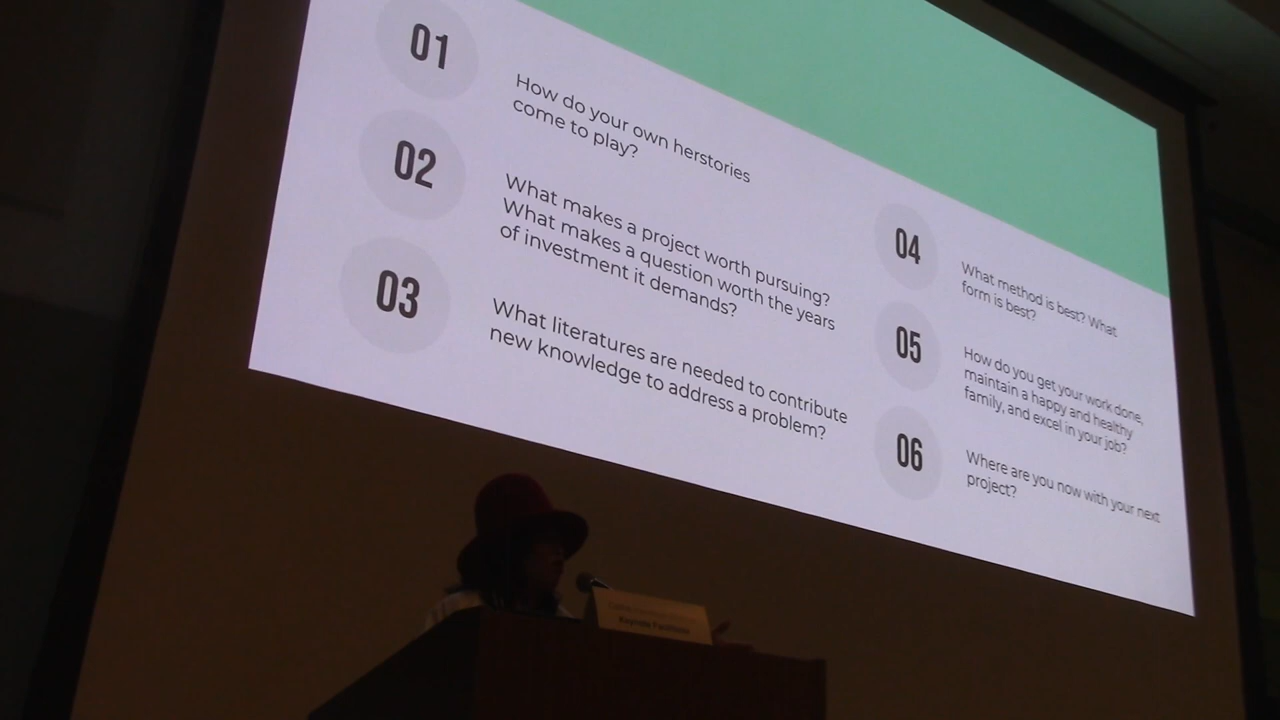 01
How do your own herstories
come to play?
02
What makes a project worth pursuing?
What makes a question worth the years
of investment it demands?
03
What literatures are needed to contribute
new knowledge to address a problem?
04
What method is best? What
form is best?
05
How do you get your work done,
maintain a happy and healthy
family, and excel in your job?
06
Where are you now with your next
project?
Keynote Facilitator